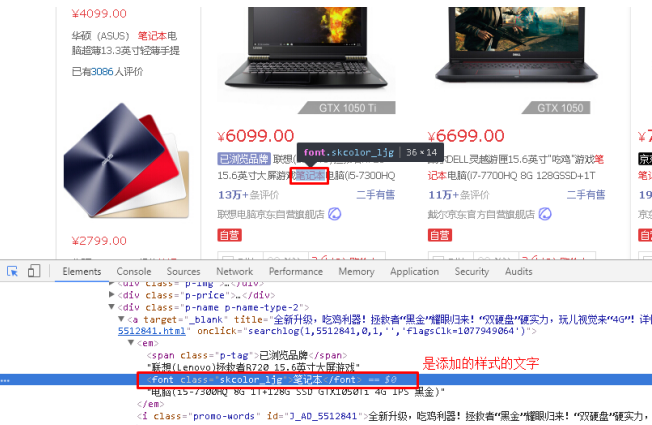 ¥4099.00
华硕（ASUS） 笔记本电
脑超薄13.3英寸轻薄手提
已有3086人评价
¥2799.00
GTX 1050 Ti
¥6099.00
font.skcolor_ljg | 36×14
已浏览品牌 联想(
15.6英寸大屏游戏笔记本电脑(i5-7300HQ
13万+条评价 二手有售
联想电脑京东自营旗舰店
自营
GTX 1050
¥6699.00
DELL灵越游匣15.6英寸“吃鸡”游戏笔
记本电脑(i7-7700HQ 8G 128GSSD+1T
11万+条评价 二手有售
戴尔京东自营官方旗舰店
自营
¥7
京
笔记
19
自营
Elements Console Sources Network Performance Memory Application Security Audits
<div class="p-img">…</div>
<div class="p-price">…</div>
<div class="p-name p-name-type-2">
<a target="_blank" title="全新升级，吃鸡利器！拯救者“黑金”耀眼归来！“双硬盘”硬实力，玩儿视觉来“4G”！详
5512841.html" onclick="searchlog(1,5512841,0,1,'','flagsClk=1077949064')">
<em>
<span class="p-tag">已浏览品牌</span>
"联想(Lenovo)拯救者R720 15.6英寸大屏游戏"
<font class="skcolor_ljg">笔记本</font> == $0
"电脑(i5-7300HQ 8G 1T+128G SSD GTX1050Ti 4G IPS 黑金)"
</em>
<i class="promo-words" id="J_AD_5512841">全新升级，吃鸡利器！拯救者“黑金”耀眼归来！“双硬盘”硬实力，
是添加的样式的文字